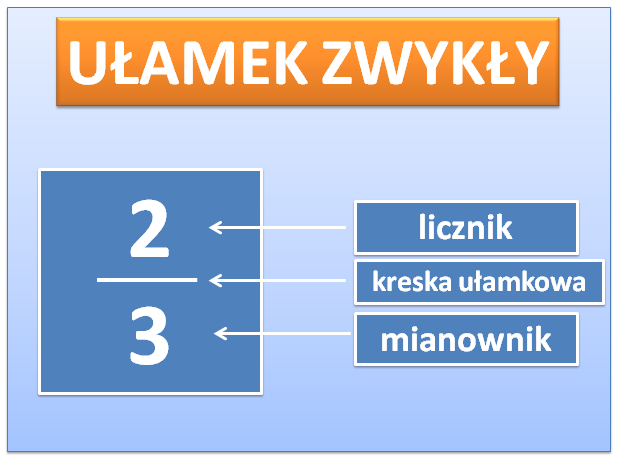 UŁAMEK ZWYKŁY
2
licznik
kreska ułamkowa
3
mianownik